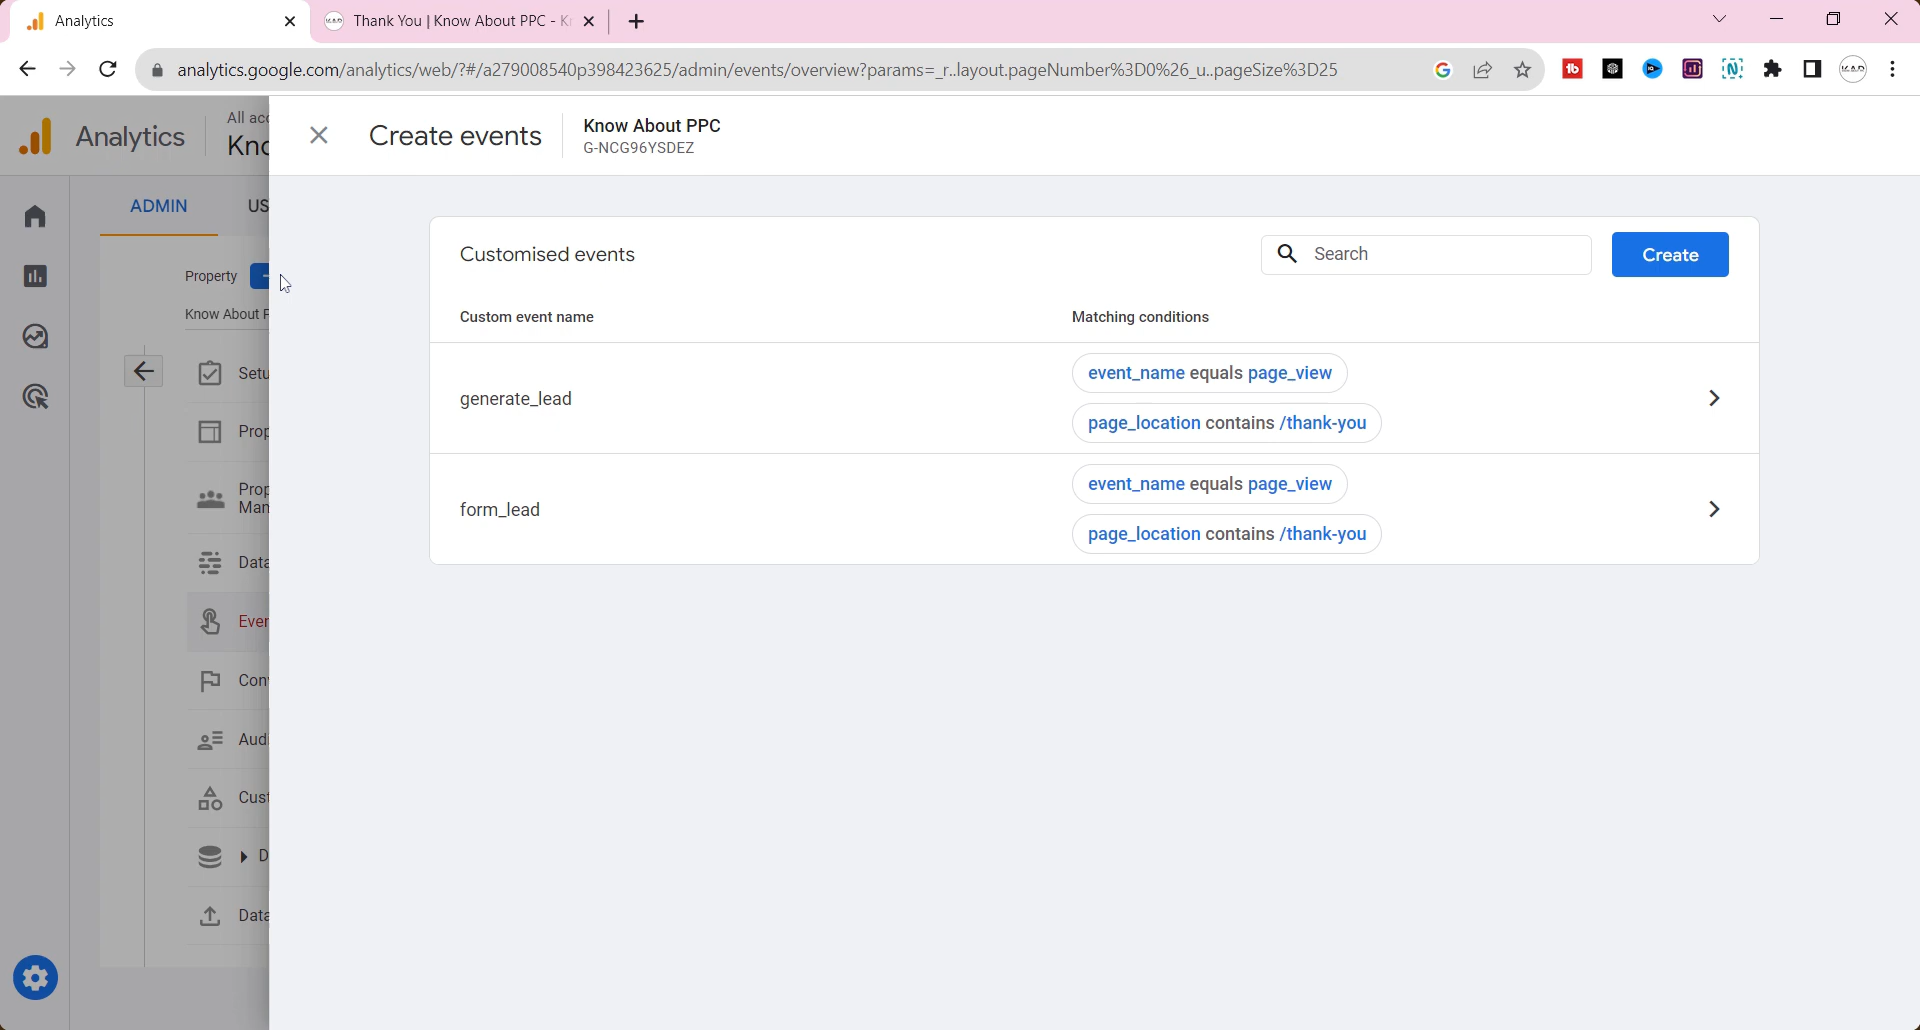 Analytics
Thank You | Know About PPC - K
analytics.google.com/analytics/web/?#/a279008540p398423625/admin/events/overview?params=_r..layout.pageNumber%3D0%26_u..pageSize%3D25
Analytics
All acc
Kno
Create events
Know About PPC
G-NCG96YSDEZ
ADMIN
US
Property
Know About P
Setu
Prop
Prop
Man
Data
Ever
Con
Audi
Cust
D
Data
Customised events
Search
Create
Custom event name
Matching conditions
generate_lead
event_name equals page_view
page_location contains /thank-you
form_lead
event_name equals page_view
page_location contains /thank-you